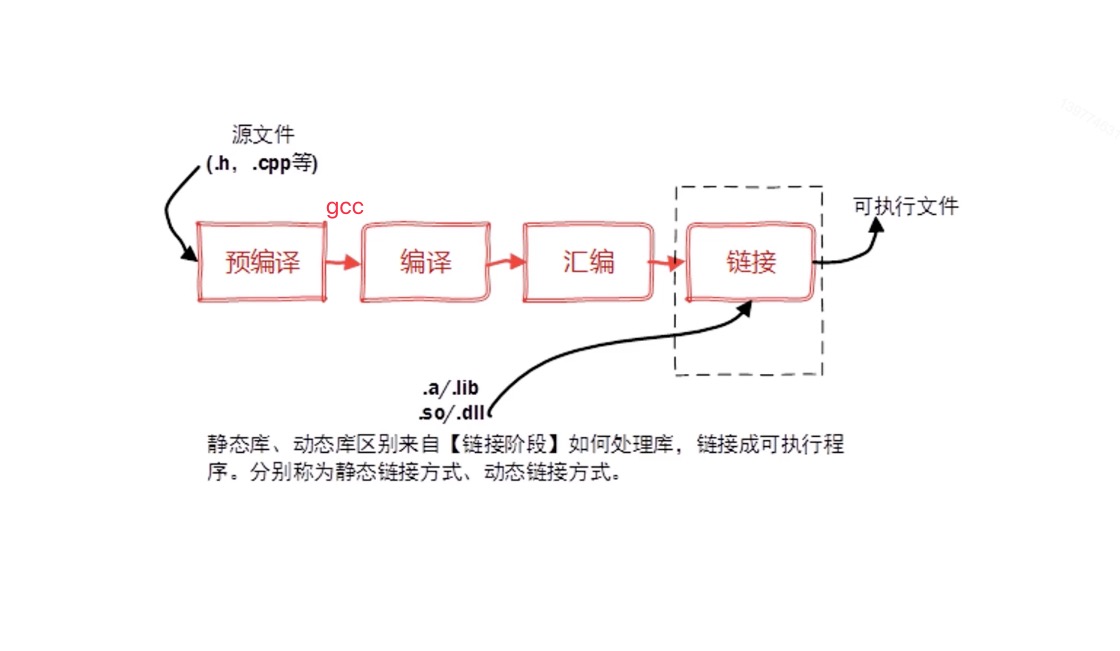 源文件
(.h，.cpp等)
gcc
可执行文件
预编译
编译
汇编
链接
.a/.lib
.so/.dll
静态库、动态库区别来自【链接阶段】如何处理库，链接成可执行程
序。分别称为静态链接方式、动态链接方式。